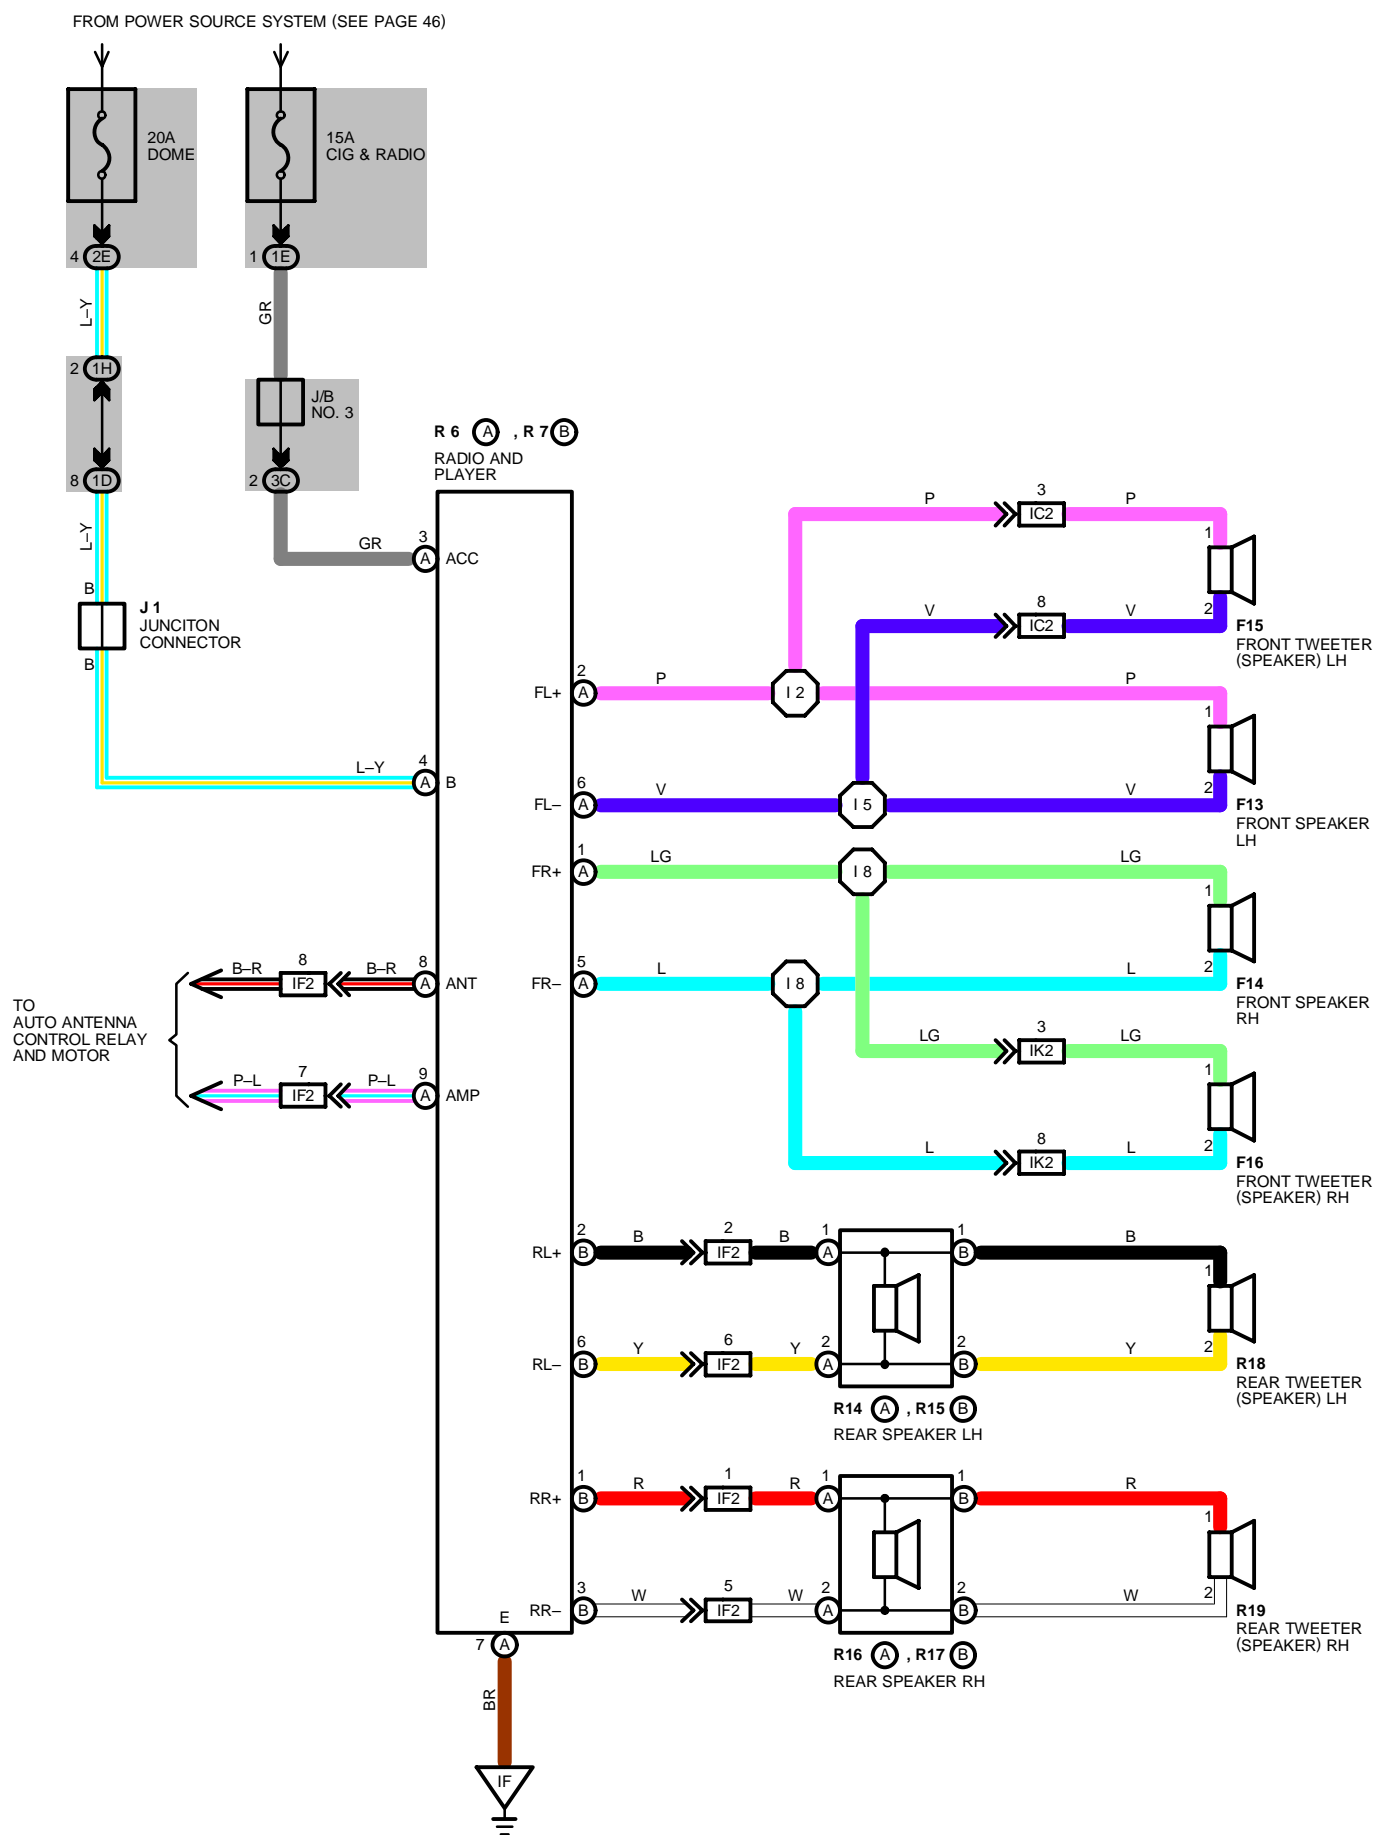 FROM POWER SOURCE SYSTEM (SEE PAGE 46)
20A
DOME
15A
CIG & RADIO
4 2E
1 1E
L–Y
GR
2 1H
J/B
NO. 3
8 1D
2 3C
L–Y
B
J 1
JUNCITON
CONNECTOR
B
R 6 A , R 7 B
RADIO AND
PLAYER
GR
3
A ACC
L–Y
4
A B
TO
AUTO ANTENNA
CONTROL RELAY
AND MOTOR
B–R
8
IF2
B–R
8
A ANT
P–L
7
IF2
P–L
9
A AMP
P
3
IC2
P
1
V
8
IC2
V
2
F15
FRONT TWEETER
(SPEAKER) LH
FL+
2
A
P
I 2
P
1
FL–
6
A
V
I 5
V
2
F13
FRONT SPEAKER
LH
FR+
1
A
LG
I 8
LG
1
FR–
5
A
L
I 8
L
2
F14
FRONT SPEAKER
RH
LG
3
IK2
LG
1
L
8
IK2
L
2
F16
FRONT TWEETER
(SPEAKER) RH
RL+
2
B
B
2
IF2
B
1
A
1
B
B
1
RL–
6
B
Y
6
IF2
Y
2
A
2
B
Y
2
R18
REAR TWEETER
(SPEAKER) LH
R14 A , R15 B
REAR SPEAKER LH
RR+
1
B
R
1
IF2
R
1
A
1
B
R
1
RR–
3
B
W
5
IF2
W
2
A
2
B
W
2
R19
REAR TWEETER
(SPEAKER) RH
R16 A , R17 B
REAR SPEAKER RH
E
7 A
BR
IF